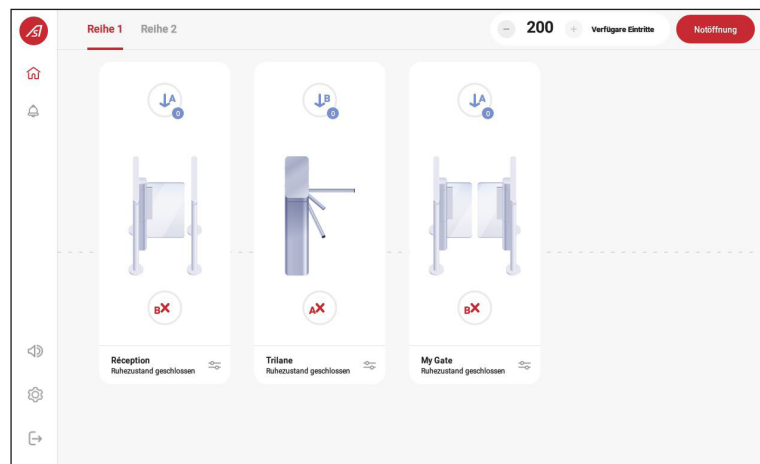 Reihe 1
Reihe 2
200
Verfügare Eintritte
Notöffnung
A
0
B
0
A
0
B
A
B
Réception
Ruhezustand geschlossen
Trilane
Ruhezustand geschlossen
My Gate
Ruhezustand geschlossen